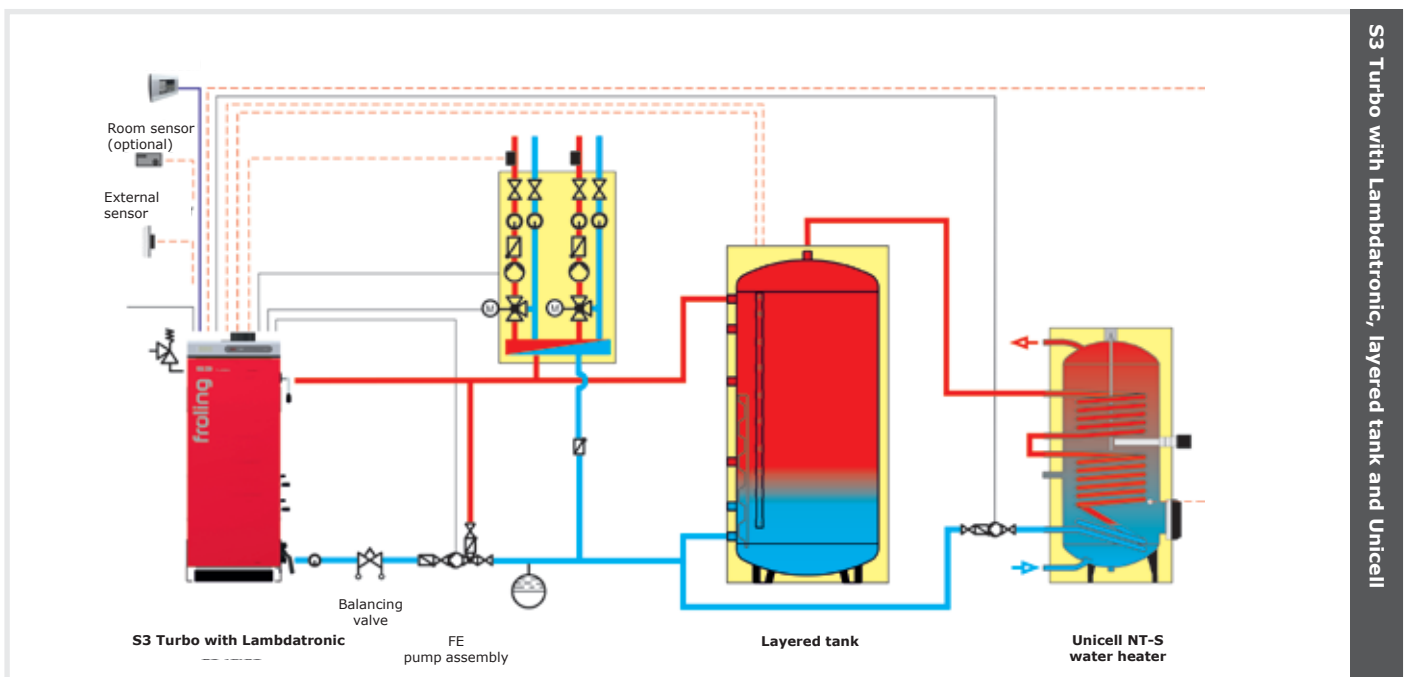 S3 Turbo with Lambdatronic, layered tank and Unicell
Room sensor
(optional)
External
sensor
M
M
froling
Balancing
valve
S3 Turbo with Lambdatronic
FE
pump assembly
Layered tank
Unicell NT-S
water heater